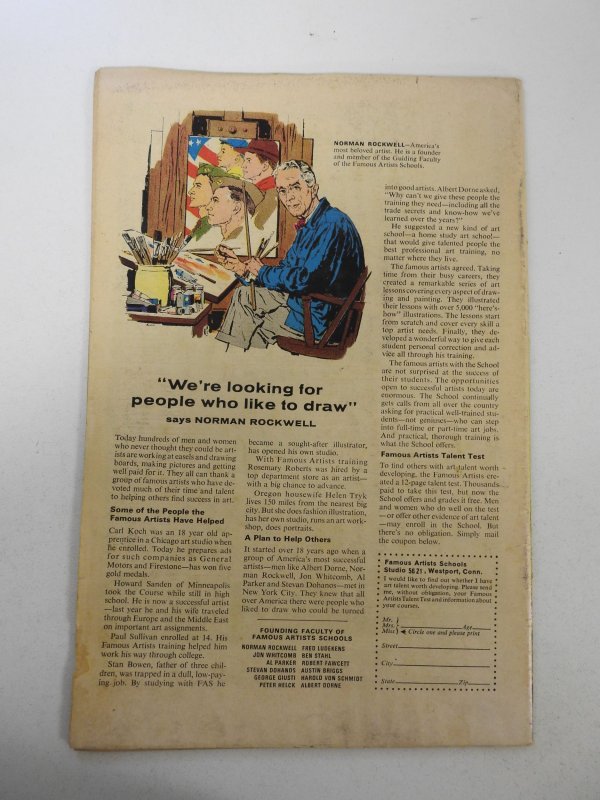 NORMAN ROCKWELL—America's
most beloved artist. He is a founder
and member of the Guiding Faculty
of the Famous Artists Schools.
"We're looking for
people who like to draw"
says NORMAN ROCKWELL
Today hundreds of men and women
who never thought they could be art-
ists are working at easels and drawing
boards, making pictures and getting
well paid for it. They all can thank a
group of famous artists who have de-
voted much of their time and talent
to helping others find success in art.
Some of the People the
Famous Artists Have Helped
Carl Koch was an 18 year old ap-
prentice in a Chicago art studio when
he enrolled. Today he prepares ads
for such companies as General
Motors and Firestone—has won five
gold medals.
Howard Sanden of Minneapolis
took the Course while still in high
school. He is now a successful artist
—last year he and his wife traveled
through Europe and the Middle East
on important art assignments.
Paul Sullivan enrolled at 14. His
Famous Artists training helped him
work his way through college.
Stan Bowen, father of three chil-
dren, was trapped in a dull, low-pay-
ing job. By studying with FAS he
became a sought-after illustrator,
has opened his own studio.
With Famous Artists training
Rosemary Roberts was hired by a
top department store as an artist—
with a big chance to advance.
Oregon housewife Helen Tryk
lives 150 miles from the nearest big
city. But she does fashion illustration,
has her own studio, runs an art work-
shop, does portraits.
A Plan to Help Others
It started over 18 years ago when a
group of America's most successful
artists—men like Albert Dorne, Nor-
man Rockwell, Jon Whitcomb, Al
Parker and Stevan Dohanos—met in
New York City. They knew that all
over America there were people who
liked to draw who could be turned
FOUNDING FACULTY OF
FAMOUS ARTISTS SCHOOLS
NORMAN ROCKWELL FRED LUDEKENS
JON WHITCOMB BEN STAHL
AL PARKER ROBERT FAWCETT
STEVAN DOHANOS AUSTIN BRIGGS
GEORGE GIUSTI HAROLD VON SCHMIDT
PETER HELCK ALBERT DORNE
into good artists. Albert Dorne asked,
"Why can't we give these people the
training they need—including all the
trade secrets and know-how we've
learned over the years?"
He suggested a new kind of art
school—a home study art school—
that would give talented people the
best professional art training, no
matter where they live.
The famous artists agreed. Taking
time from their busy careers, they
created a remarkable series of art
lessons covering every aspect of draw-
ing and painting. They illustrated
their lessons with over 5,000 "here's-
how" illustrations. The lessons start
from scratch and cover every skill a
top artist needs. Finally, they de-
veloped a wonderful way to give each
student personal correction and ad-
vice all through his training.
The famous artists with the School
are not surprised at the success of
their students. The opportunities
open to successful artists today are
enormous. The School continually
gets calls from all over the country
asking for practical well-trained stu-
dents—not geniuses—who can step
into full-time or part-time art jobs.
And practical, thorough training is
what the School offers.
Famous Artists Talent Test
To find others with art talent worth
developing, the Famous Artists cre-
ated a 12-page talent test. Thousands
paid to take this test, but now the
School offers and grades it free. Men
and women who do well on the test
—or offer other evidence of art talent
—may enroll in the School. But
there's no obligation. Simply mail
the coupon below.
Famous Artists Schools
Studio 5821, Westport, Conn.
I would like to find out whether I have
art talent worth developing. Please send
me, without obligation, your Famous
Artists Talent Test and information about
your courses.
Mr.
Mrs. Age
Miss Circle one and please print
Street
City
State Zip